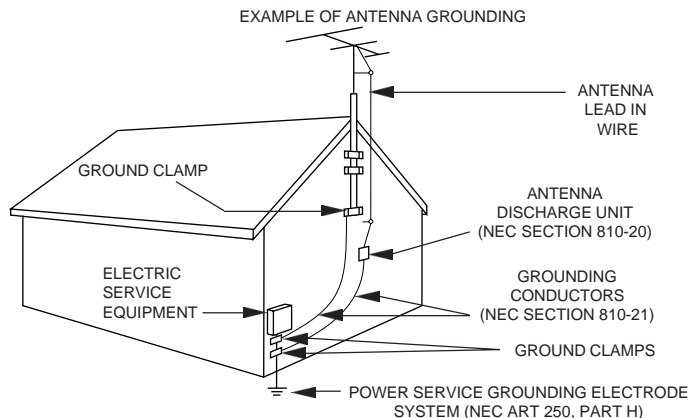 EXAMPLE OF ANTENNA GROUNDING
ANTENNA
LEAD IN
WIRE
GROUND CLAMP
ANTENNA
DISCHARGE UNIT
(NEC SECTION 810-20)
ELECTRIC
SERVICE
EQUIPMENT
GROUNDING
CONDUCTORS
(NEC SECTION 810-21)
GROUND CLAMPS
POWER SERVICE GROUNDING ELECTRODE
SYSTEM (NEC ART 250, PART H)